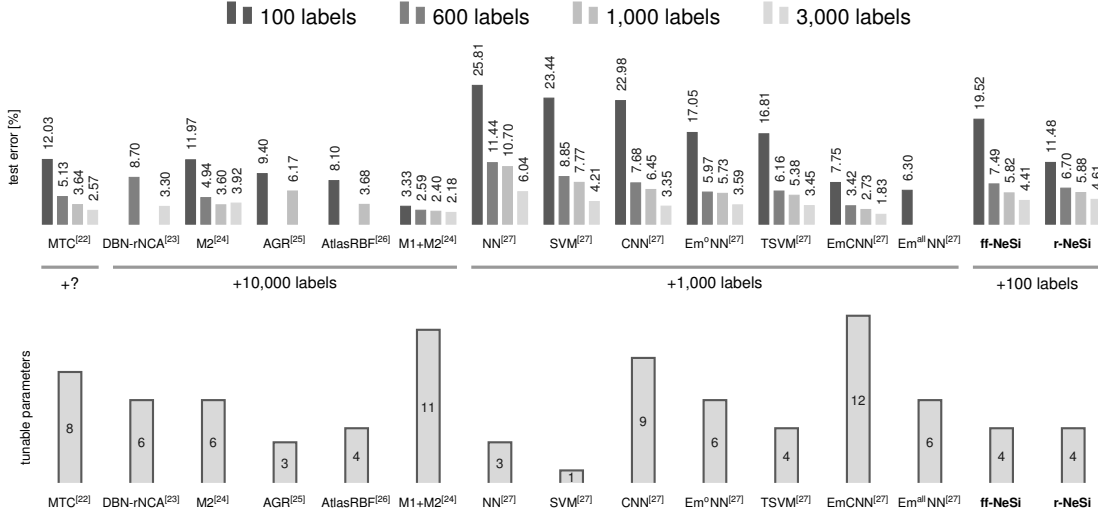 100 labels 600 labels 1,000 labels 3,000 labels
test error [%]
12.03 5.13 3.64 2.57
8.70 3.30
11.97 4.94 3.60 3.92
9.40 6.17
8.10 3.68
3.33 2.59 2.40 2.18
25.81 11.44 10.70 6.04
23.44 8.85 7.77 4.21
22.98 7.68 6.45 3.35
17.05 5.97 5.73 3.59
16.81 6.16 5.38 3.45
7.75 3.42 2.73 1.83
6.30
19.52 7.49 5.82 4.41
11.48 6.70 5.88 4.61
MTC[22] DBN-rNCA[23] M2[24] AGR[25] AtlasRBF[26] M1+M2[24] NN[27] SVM[27] CNN[27] EmᵒNN[27] TSVM[27] EmCNN[27] Emᵃˡˡ NN[27] ff-NeSi r-NeSi
+? +10,000 labels +1,000 labels +100 labels
tunable parameters
8 6 6 3 4 11 3 1 9 6 4 12 6 4 4
MTC[22] DBN-rNCA[23] M2[24] AGR[25] AtlasRBF[26] M1+M2[24] NN[27] SVM[27] CNN[27] EmᵒNN[27] TSVM[27] EmCNN[27] Emᵃˡˡ NN[27] ff-NeSi r-NeSi